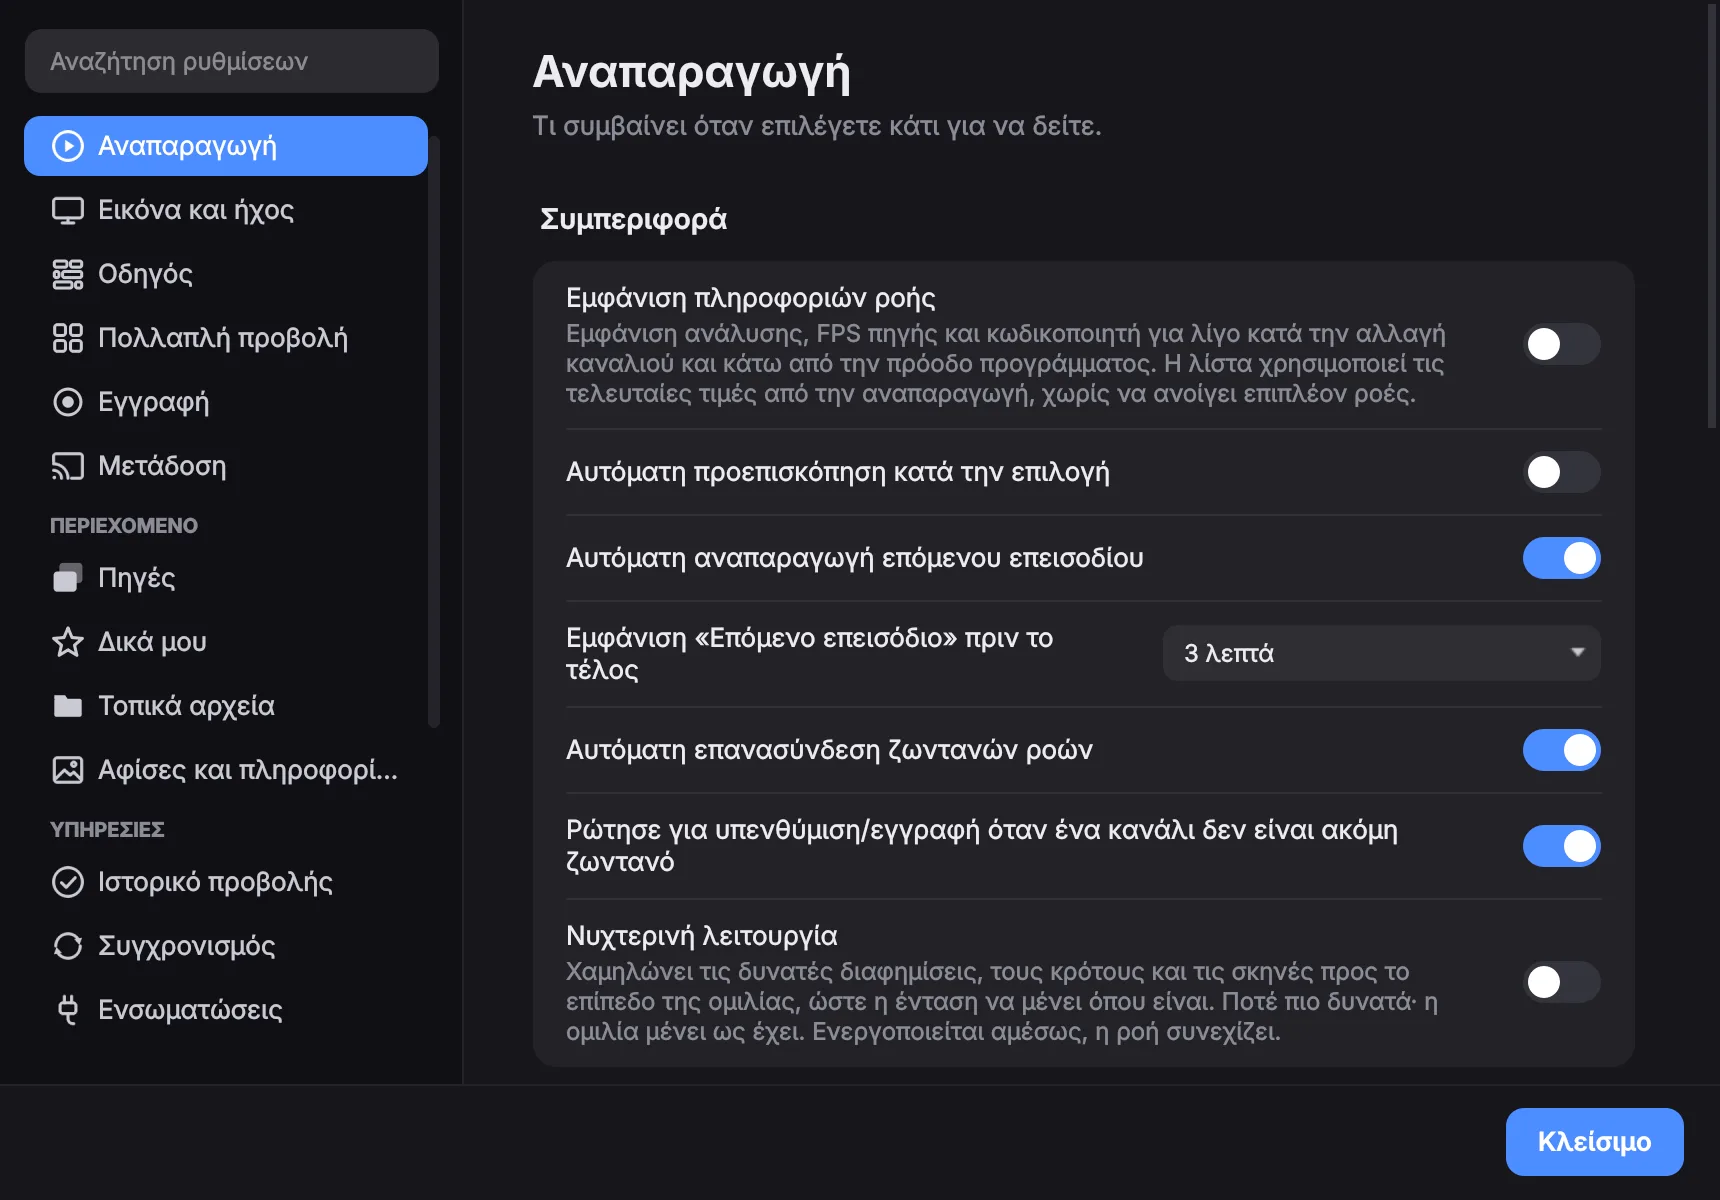 Αναζήτηση ρυθμίσεων
Αναπαραγωγή
Εικόνα και ήχος
Οδηγός
Πολλαπλή προβολή
Εγγραφή
Μετάδοση
ΠΕΡΙΕΧΟΜΕΝΟ
Πηγές
Δικά μου
Τοπικά αρχεία
Αφίσες και πληροφορί...
ΥΠΗΡΕΣΙΕΣ
Ιστορικό προβολής
Συγχρονισμός
Ενσωματώσεις
Αναπαραγωγή
Τι συμβαίνει όταν επιλέγετε κάτι για να δείτε.
Συμπεριφορά
Εμφάνιση πληροφοριών ροής
Εμφάνιση ανάλυσης, FPS πηγής και κωδικοποιητή για λίγο κατά την αλλαγή
καναλιού και κάτω από την πρόοδο προγράμματος. Η λίστα χρησιμοποιεί τις
τελευταίες τιμές από την αναπαραγωγή, χωρίς να ανοίγει επιπλέον ροές.
Αυτόματη προεπισκόπηση κατά την επιλογή
Αυτόματη αναπαραγωγή επόμενου επεισοδίου
Εμφάνιση «Επόμενο επεισόδιο» πριν το
τέλος
3 λεπτά
Αυτόματη επανασύνδεση ζωντανών ροών
Ρώτησε για υπενθύμιση/εγγραφή όταν ένα κανάλι δεν είναι ακόμη
ζωντανό
Νυχτερινή λειτουργία
Χαμηλώνει τις δυνατές διαφημίσεις, τους κρότους και τις σκηνές προς το
επίπεδο της ομιλίας, ώστε η ένταση να μένει όπου είναι. Ποτέ πιο δυνατά· η
ομιλία μένει ως έχει. Ενεργοποιείται αμέσως, η ροή συνεχίζει.
Κλείσιμο